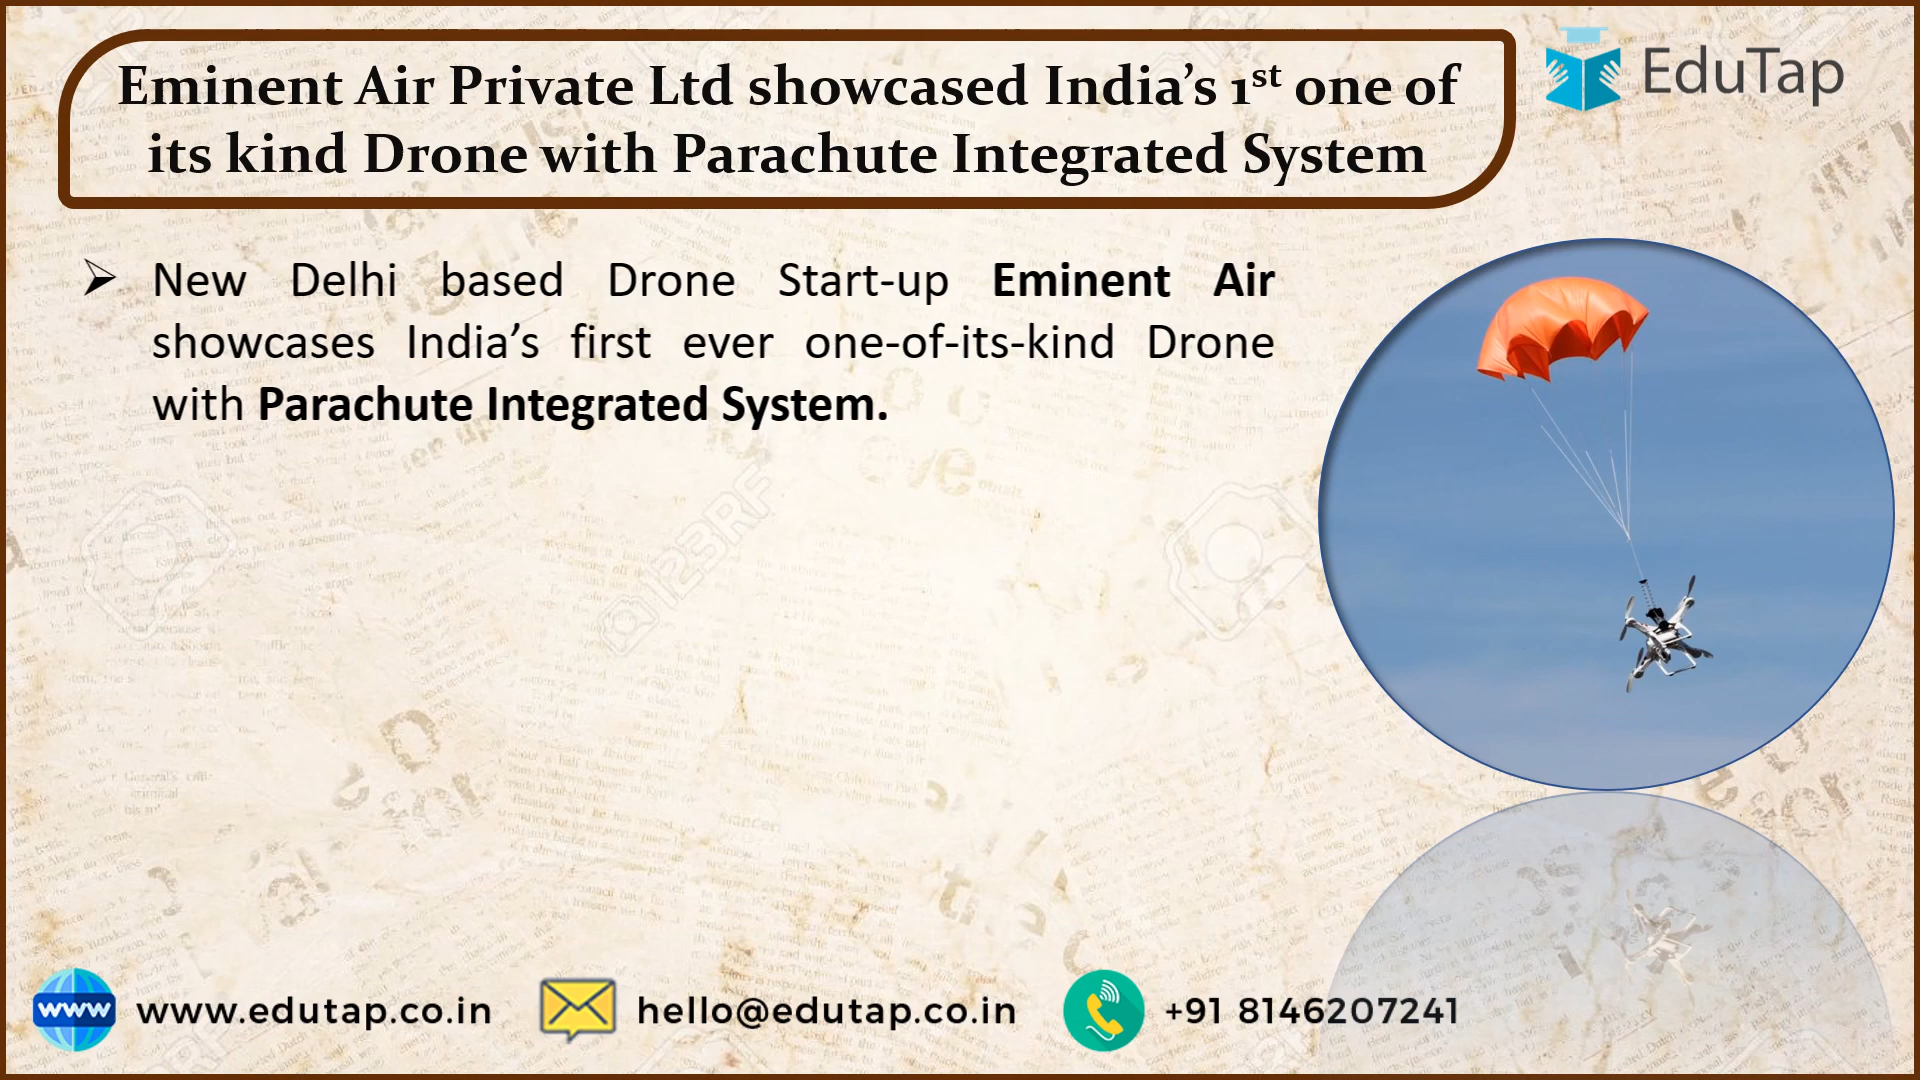 Eminent Air Private Ltd showcased India’s 1st one of
its kind Drone with Parachute Integrated System
EduTap
➢ New Delhi based Drone Start-up Eminent Air
showcases India’s first ever one-of-its-kind Drone
with Parachute Integrated System.
123RF
www www.edutap.co.in hello@edutap.co.in +91 8146207241